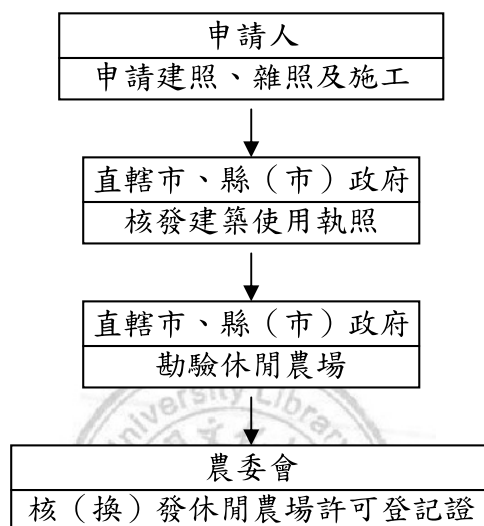 申請人
申請建照、雜照及施工
直轄市、縣（市）政府
核發建築使用執照
直轄市、縣（市）政府
勘驗休閒農場
University Library
農委會
核（換）發休閒農場許可登記證